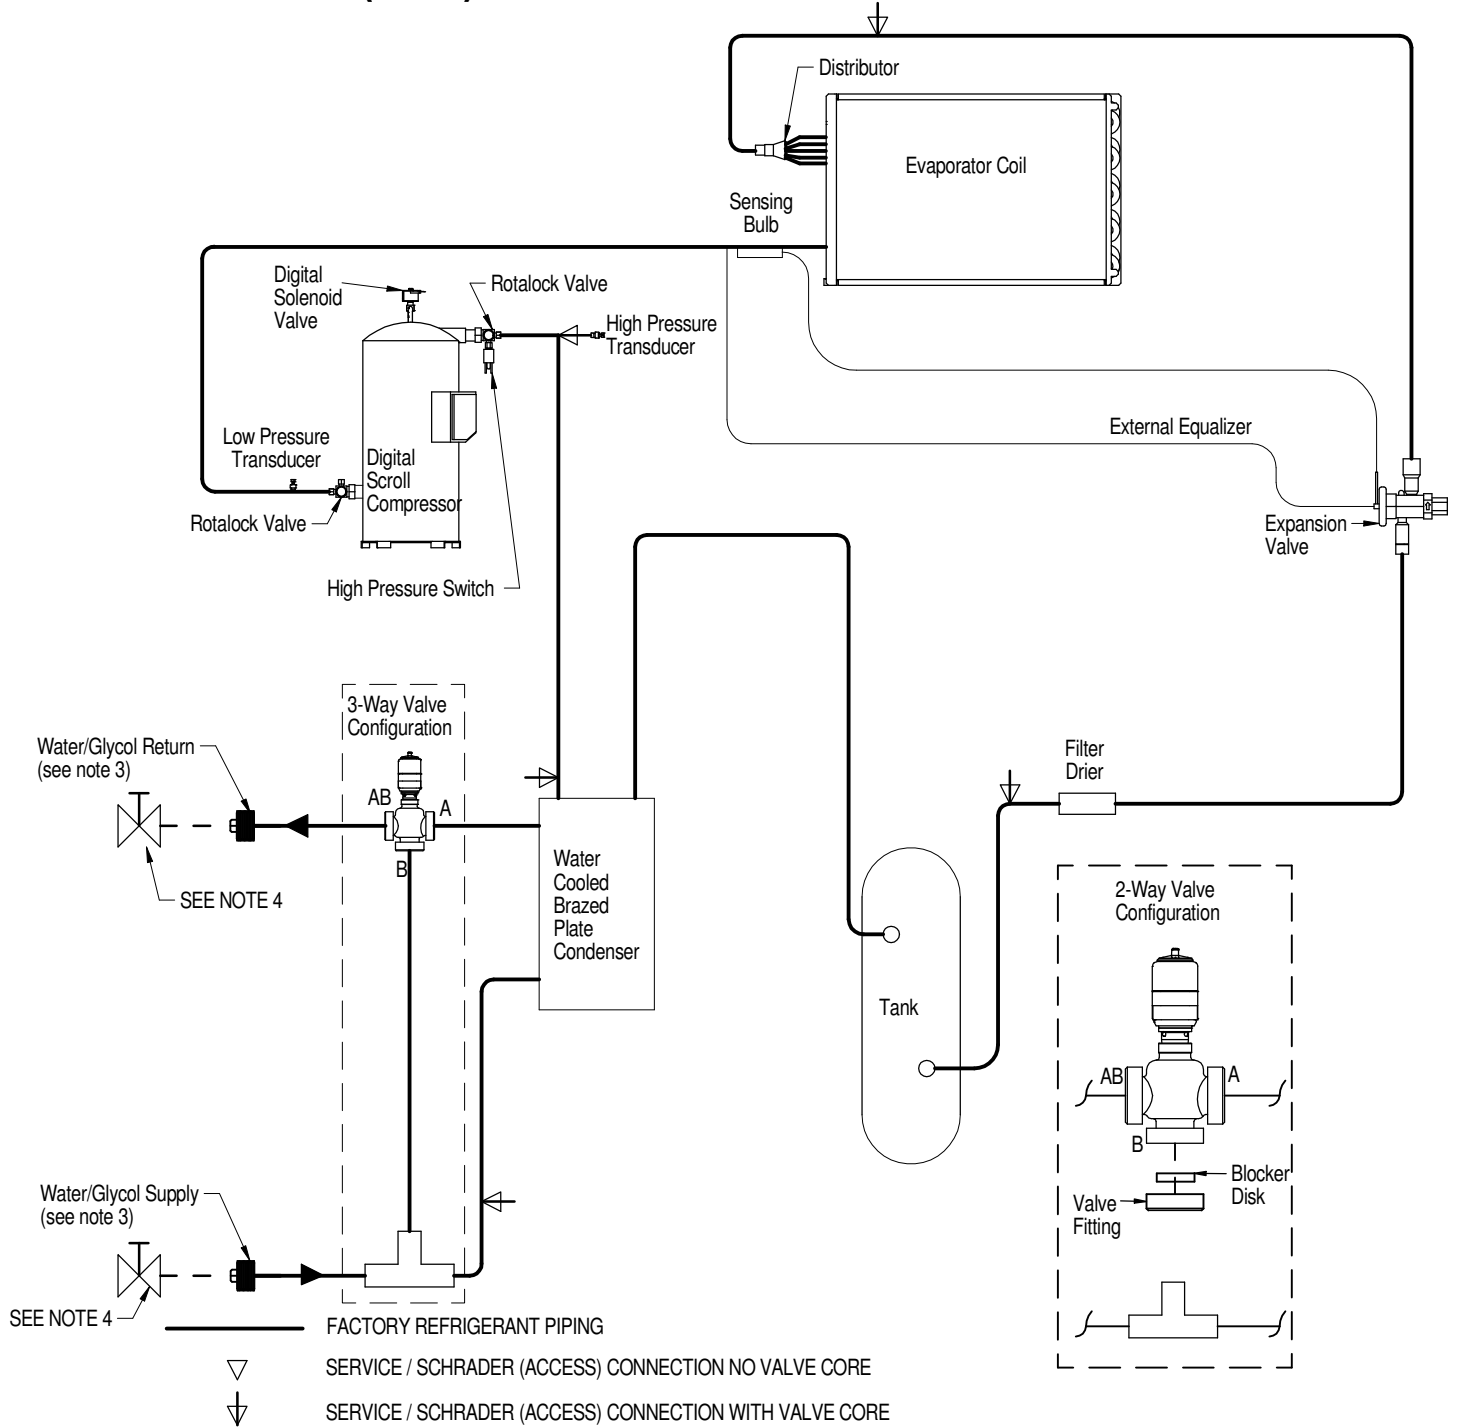 Distributor
Evaporator Coil
Sensing
Bulb
Digital
Solenoid
Valve
Rotalock Valve
High Pressure
Transducer
External Equalizer
Low Pressure
Transducer
Digital
Scroll
Compressor
Rotalock Valve
Expansion
Valve
High Pressure Switch
3-Way Valve
Configuration
Water/Glycol Return
(see note 3)
Filter
Drier
AB
A
B
SEE NOTE 4
Water
Cooled
Brazed
Plate
Condenser
2-Way Valve
Configuration
Tank
AB
A
B
Blocker
Disk
Valve
Fitting
Water/Glycol Supply
(see note 3)
SEE NOTE 4
FACTORY REFRIGERANT PIPING
SERVICE / SCHRADER (ACCESS) CONNECTION NO VALVE CORE
SERVICE / SCHRADER (ACCESS) CONNECTION WITH VALVE CORE